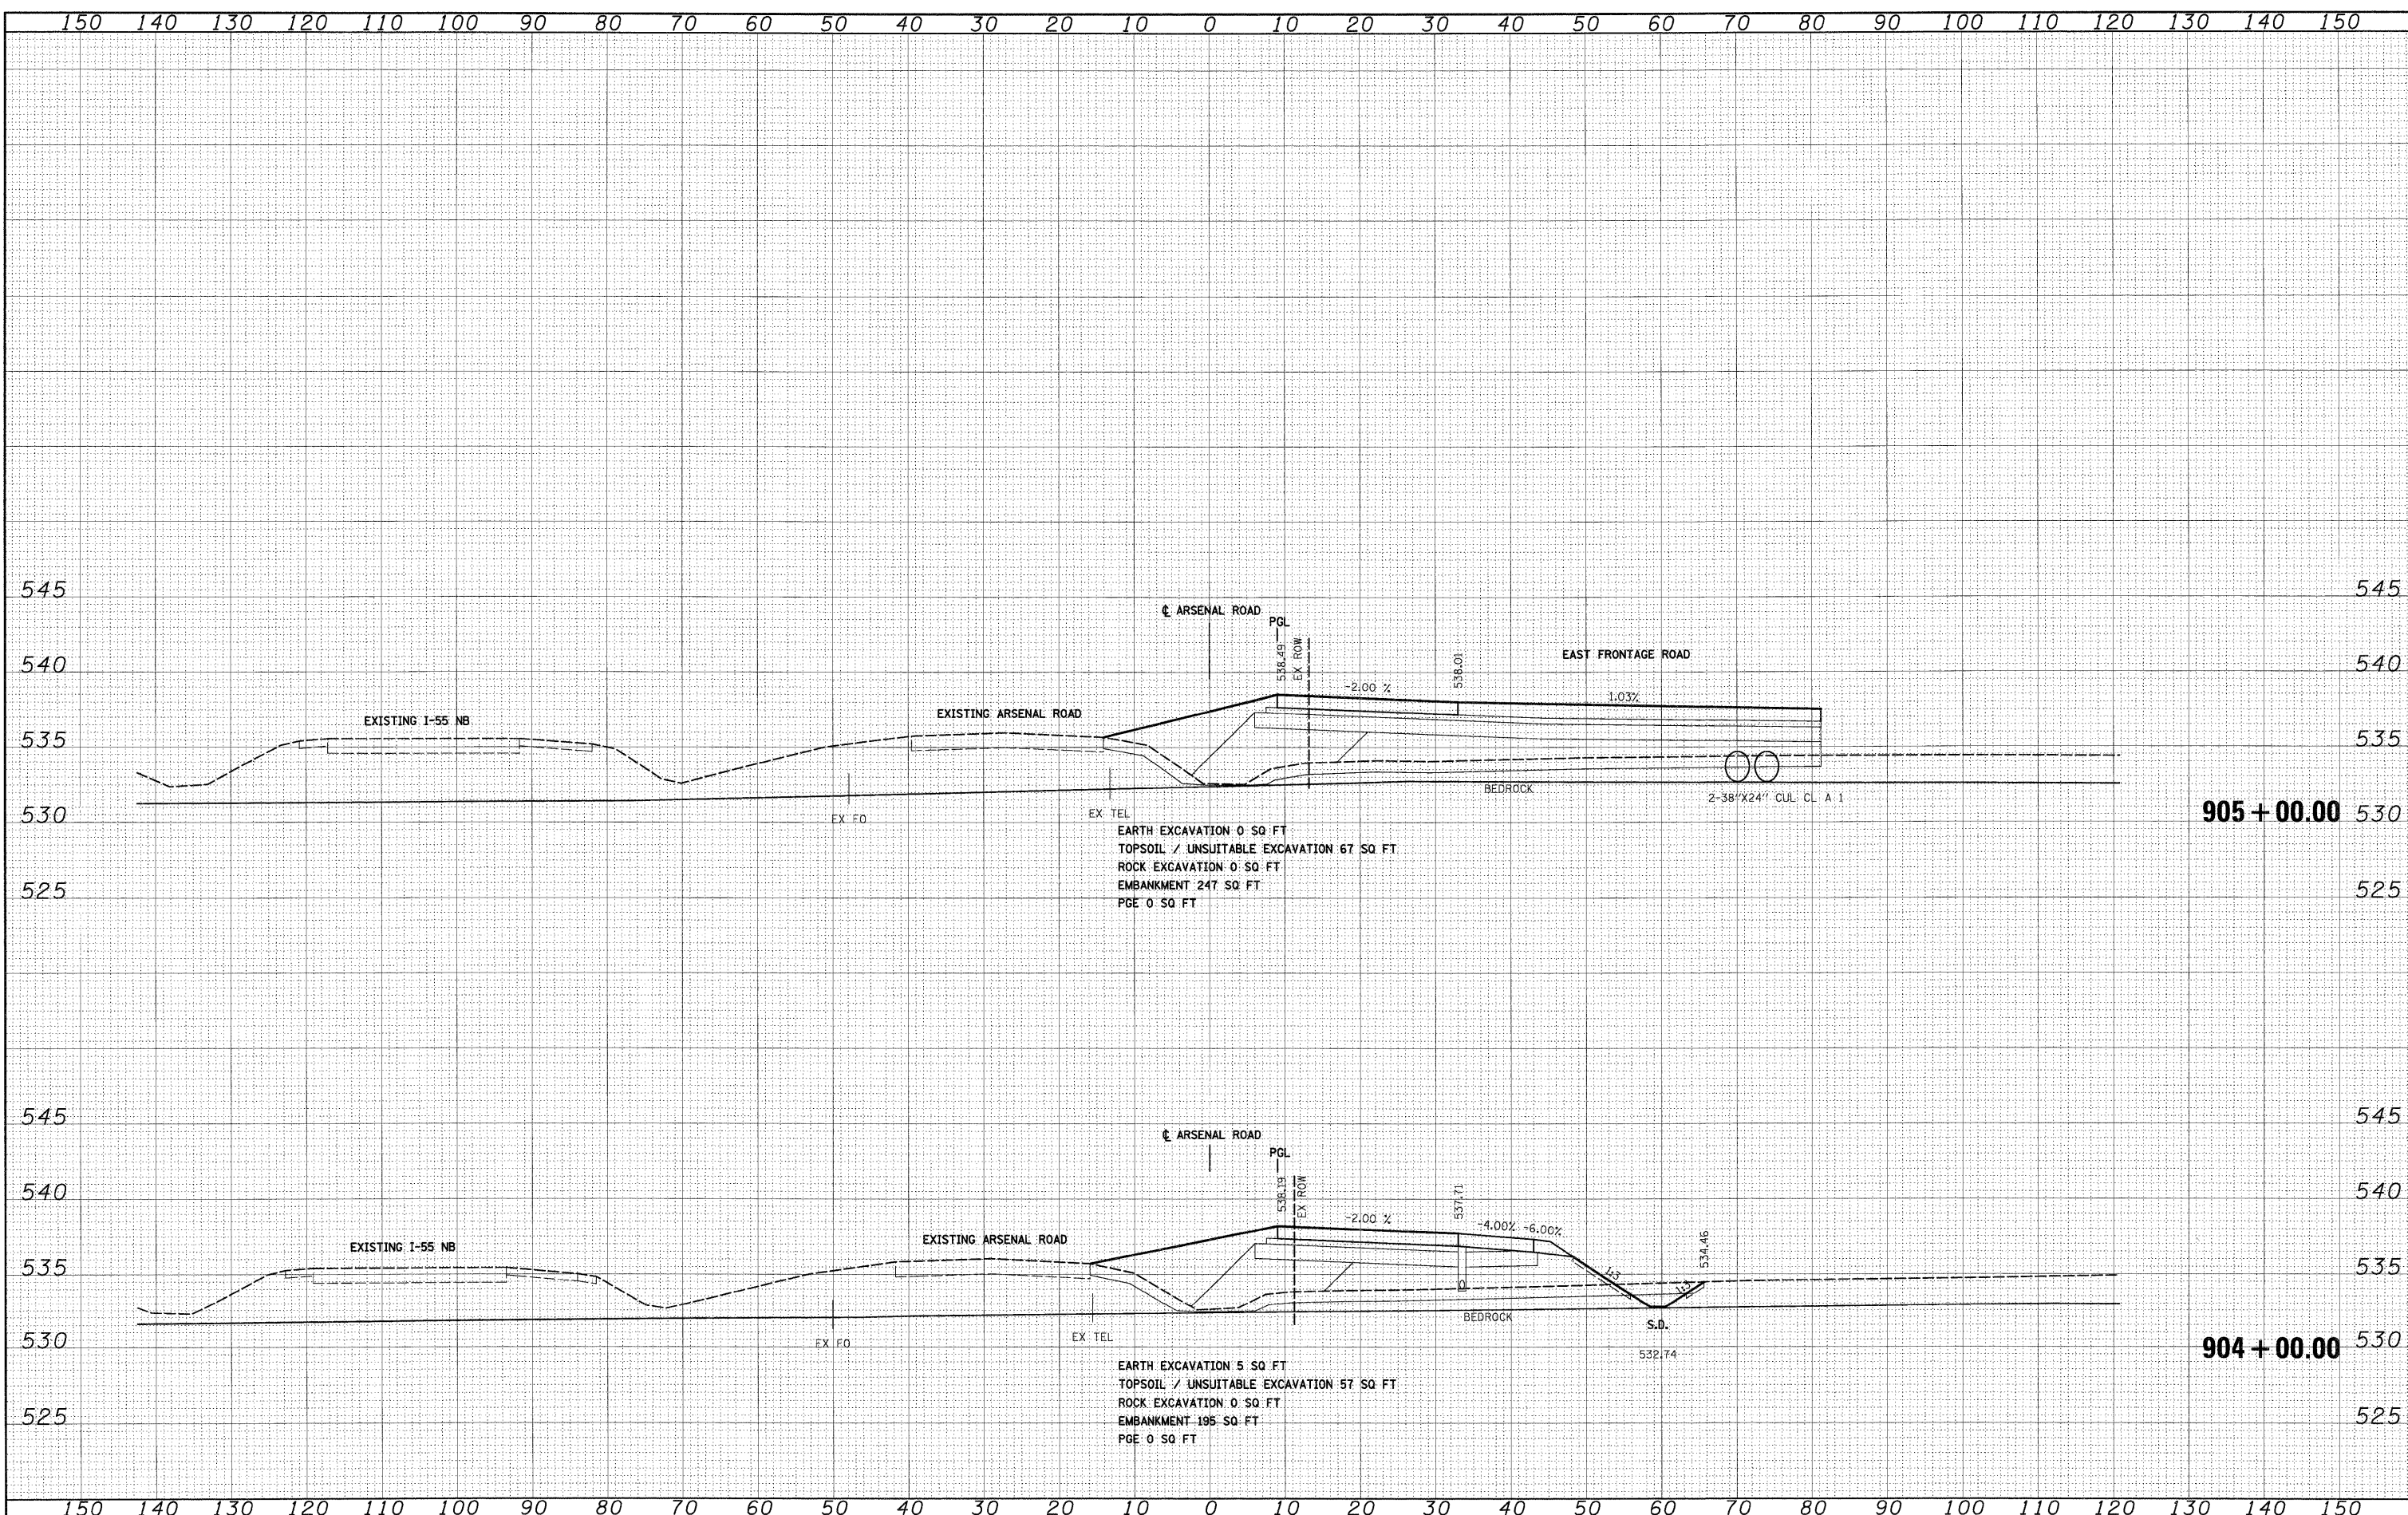 150 140 130 120 110 100 90 80 70 60 50 40 30 20 10 0 10 20 30 40 50 60 70 80 90 100 110 120 130 140 150
545 545
℄ ARSENAL ROAD
PGL
538.49
EX ROW
538.01
EAST FRONTAGE ROAD
540 540
-2.00 %
1.03%
EXISTING I-55 NB
EXISTING ARSENAL ROAD
535 535
BEDROCK
2-38"X24" CUL CL A 1
EX FO
EX TEL
530 905+00.00 530
EARTH EXCAVATION 0 SQ FT
TOPSOIL / UNSUITABLE EXCAVATION 67 SQ FT
ROCK EXCAVATION 0 SQ FT
EMBANKMENT 247 SQ FT
PGE 0 SQ FT
525 525
545 545
℄ ARSENAL ROAD
PGL
538.19
EX ROW
537.71
540 540
-2.00 %
-4.00% -6.00%
534.46
EXISTING I-55 NB
EXISTING ARSENAL ROAD
535 535
1:3
1:3
BEDROCK
S.D.
532.74
EX FO
EX TEL
530 904+00.00 530
EARTH EXCAVATION 5 SQ FT
TOPSOIL / UNSUITABLE EXCAVATION 57 SQ FT
ROCK EXCAVATION 0 SQ FT
EMBANKMENT 195 SQ FT
PGE 0 SQ FT
525 525
150 140 130 120 110 100 90 80 70 60 50 40 30 20 10 0 10 20 30 40 50 60 70 80 90 100 110 120 130 140 150